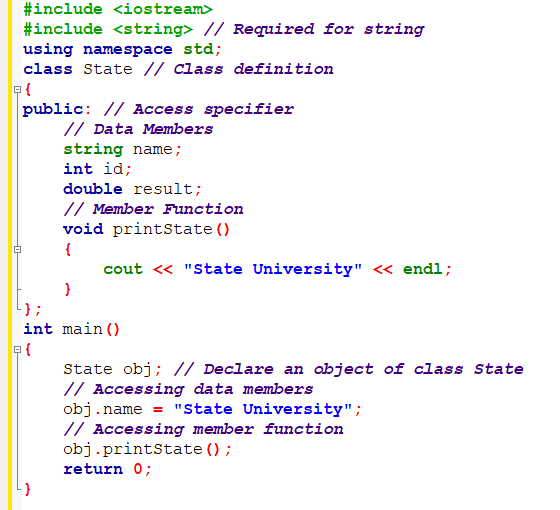 #include <iostream>
#include <string> // Required for string
using namespace std;
class State // Class definition
{
public: // Access specifier
    // Data Members
    string name;
    int id;
    double result;
    // Member Function
    void printState()
    {
        cout << "State University" << endl;
    }
};
int main()
{
    State obj; // Declare an object of class State
    // Accessing data members
    obj.name = "State University";
    // Accessing member function
    obj.printState();
    return 0;
}